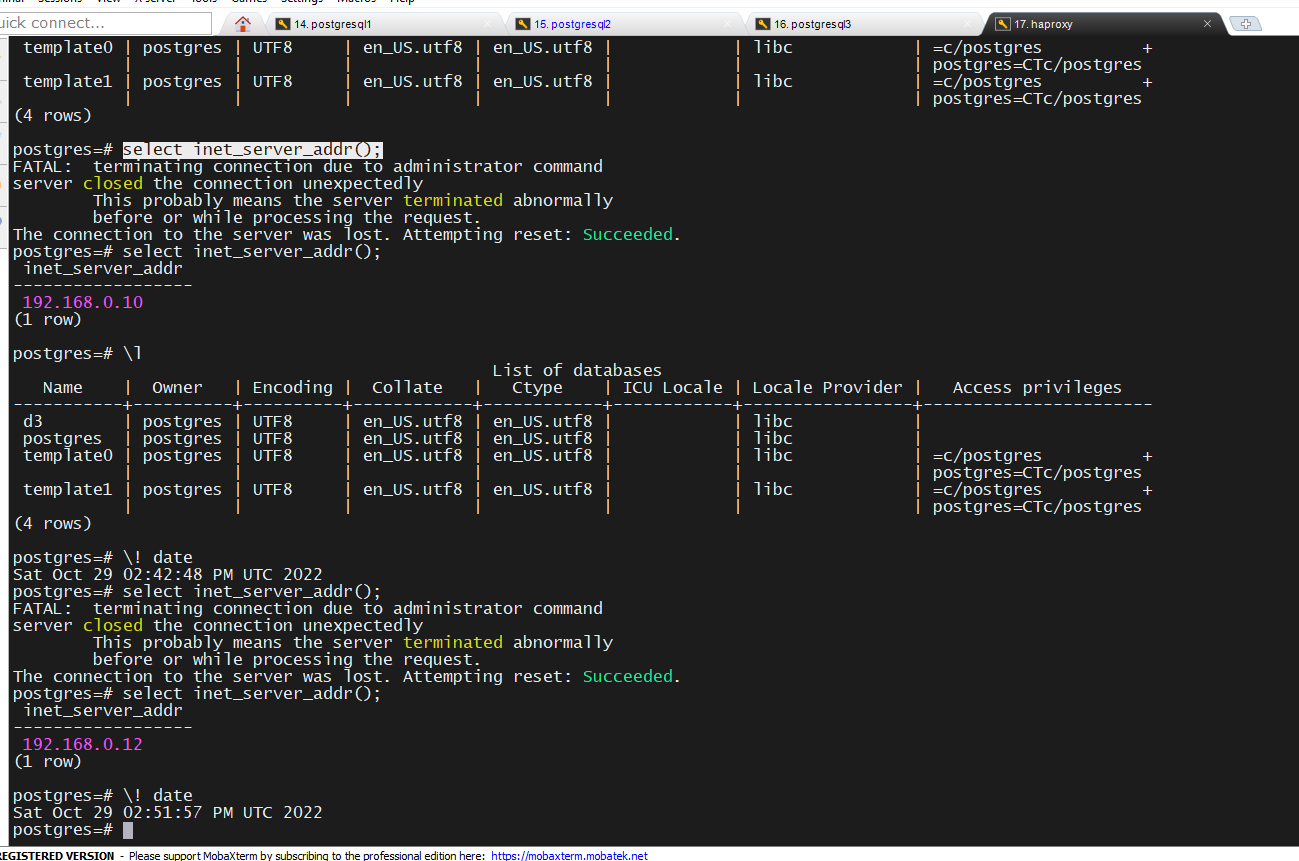 Sessions View X server Tools Games Settings Macros Help
uick connect...
14. postgresql1
15. postgresql2
16. postgresql3
17. haproxy
template0 | postgres | UTF8 | en_US.utf8 | en_US.utf8 | | libc | =c/postgres +
| | | | | | | postgres=CTc/postgres
template1 | postgres | UTF8 | en_US.utf8 | en_US.utf8 | | libc | =c/postgres +
| | | | | | | postgres=CTc/postgres
(4 rows)
postgres=# select inet_server_addr();
FATAL: terminating connection due to administrator command
server closed the connection unexpectedly
This probably means the server terminated abnormally
before or while processing the request.
The connection to the server was lost. Attempting reset: Succeeded.
postgres=# select inet_server_addr();
inet_server_addr
------------------
192.168.0.10
(1 row)
postgres=# \l
List of databases
Name | Owner | Encoding | Collate | Ctype | ICU Locale | Locale Provider | Access privileges
-----------+----------+----------+------------+------------+------------+-----------------+-----------------------
d3 | postgres | UTF8 | en_US.utf8 | en_US.utf8 | | libc |
postgres | postgres | UTF8 | en_US.utf8 | en_US.utf8 | | libc |
template0 | postgres | UTF8 | en_US.utf8 | en_US.utf8 | | libc | =c/postgres +
| | | | | | | postgres=CTc/postgres
template1 | postgres | UTF8 | en_US.utf8 | en_US.utf8 | | libc | =c/postgres +
| | | | | | | postgres=CTc/postgres
(4 rows)
postgres=# \! date
Sat Oct 29 02:42:48 PM UTC 2022
postgres=# select inet_server_addr();
FATAL: terminating connection due to administrator command
server closed the connection unexpectedly
This probably means the server terminated abnormally
before or while processing the request.
The connection to the server was lost. Attempting reset: Succeeded.
postgres=# select inet_server_addr();
inet_server_addr
------------------
192.168.0.12
(1 row)
postgres=# \! date
Sat Oct 29 02:51:57 PM UTC 2022
postgres=#
REGISTERED VERSION - Please support MobaXterm by subscribing to the professional edition here: https://mobaxterm.mobatek.net